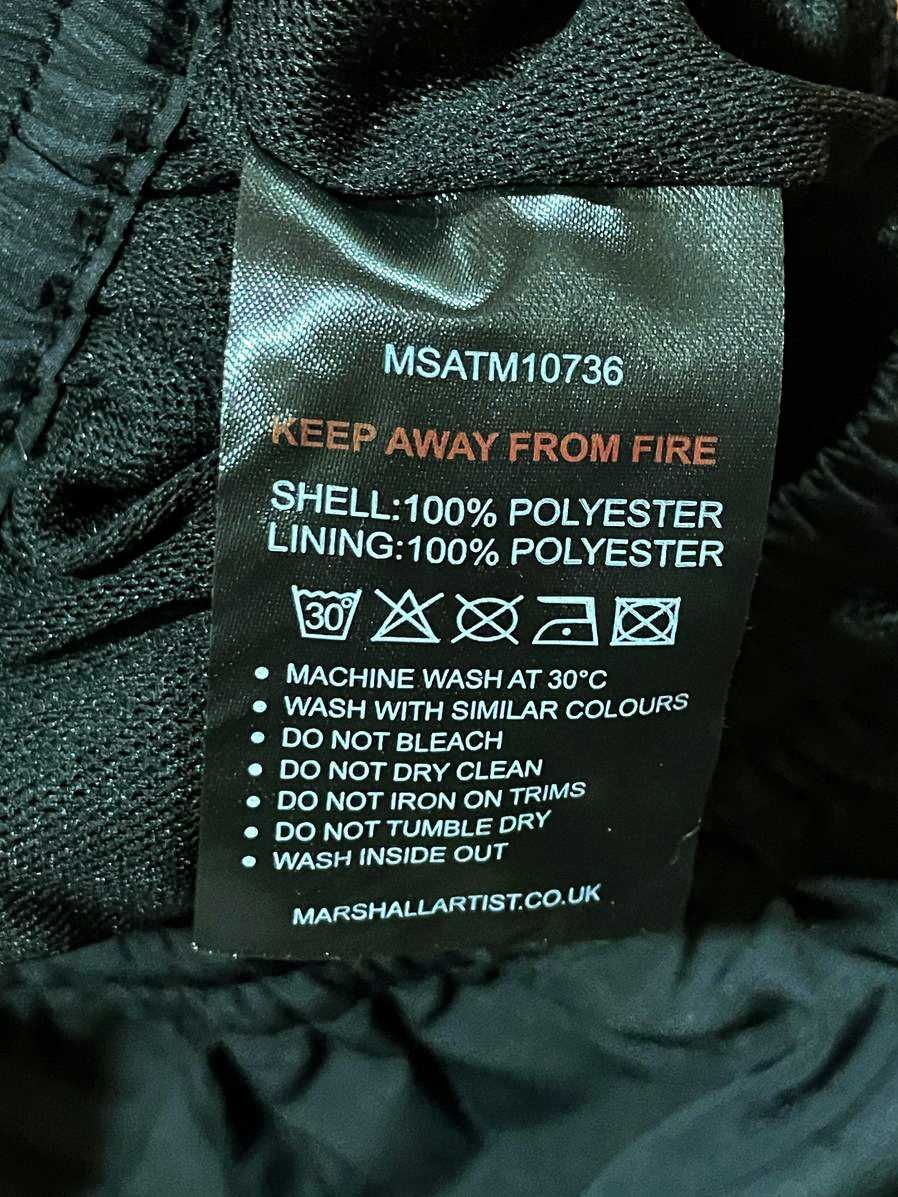 MSATM10736
KEEP AWAY FROM FIRE
SHELL:100% POLYESTER
LINING:100% POLYESTER
30°
• MACHINE WASH AT 30°C
• WASH WITH SIMILAR COLOURS
• DO NOT BLEACH
• DO NOT DRY CLEAN
• DO NOT IRON ON TRIMS
• DO NOT TUMBLE DRY
• WASH INSIDE OUT
MARSHALLARTIST.CO.UK